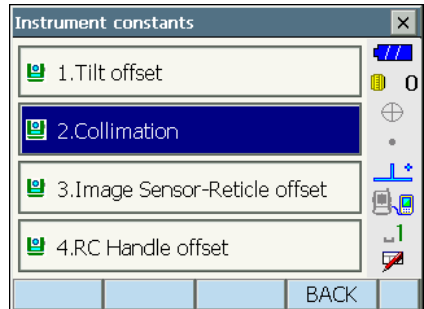 Instrument constants
1.Tilt offset
0
2.Collimation
3.Image Sensor-Reticle offset
4.RC Handle offset
1
BACK